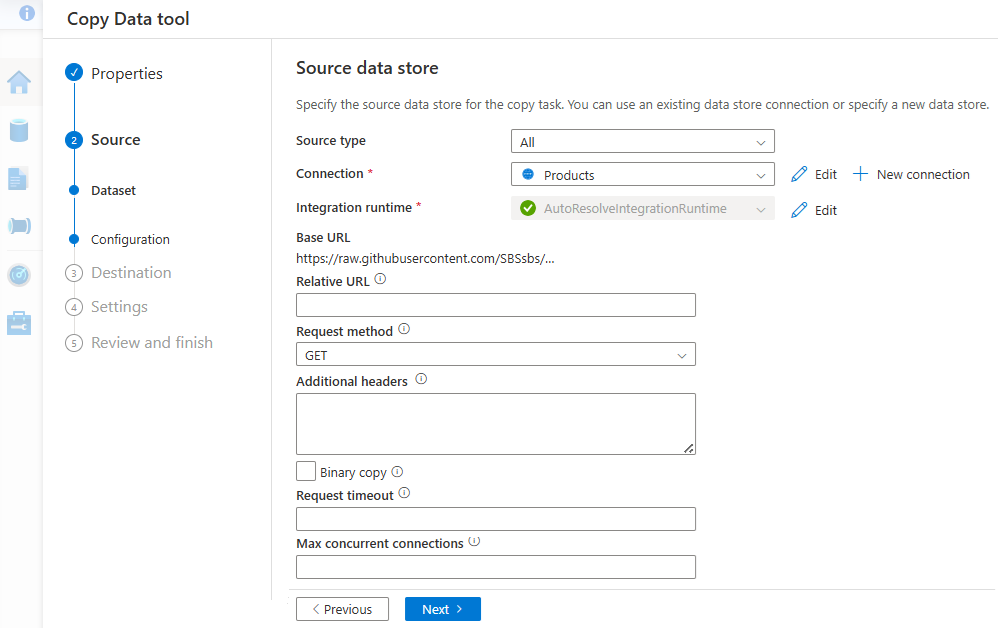 Copy Data tool
Properties
2 Source
Dataset
Configuration
3 Destination
4 Settings
5 Review and finish
Source data store
Specify the source data store for the copy task. You can use an existing data store connection or specify a new data store.
Source type All
Connection * Products Edit New connection
Integration runtime * AutoResolveIntegrationRuntime Edit
Base URL
https://raw.githubusercontent.com/SBSsbs/...
Relative URL
Request method
GET
Additional headers
Binary copy
Request timeout
Max concurrent connections
Previous Next